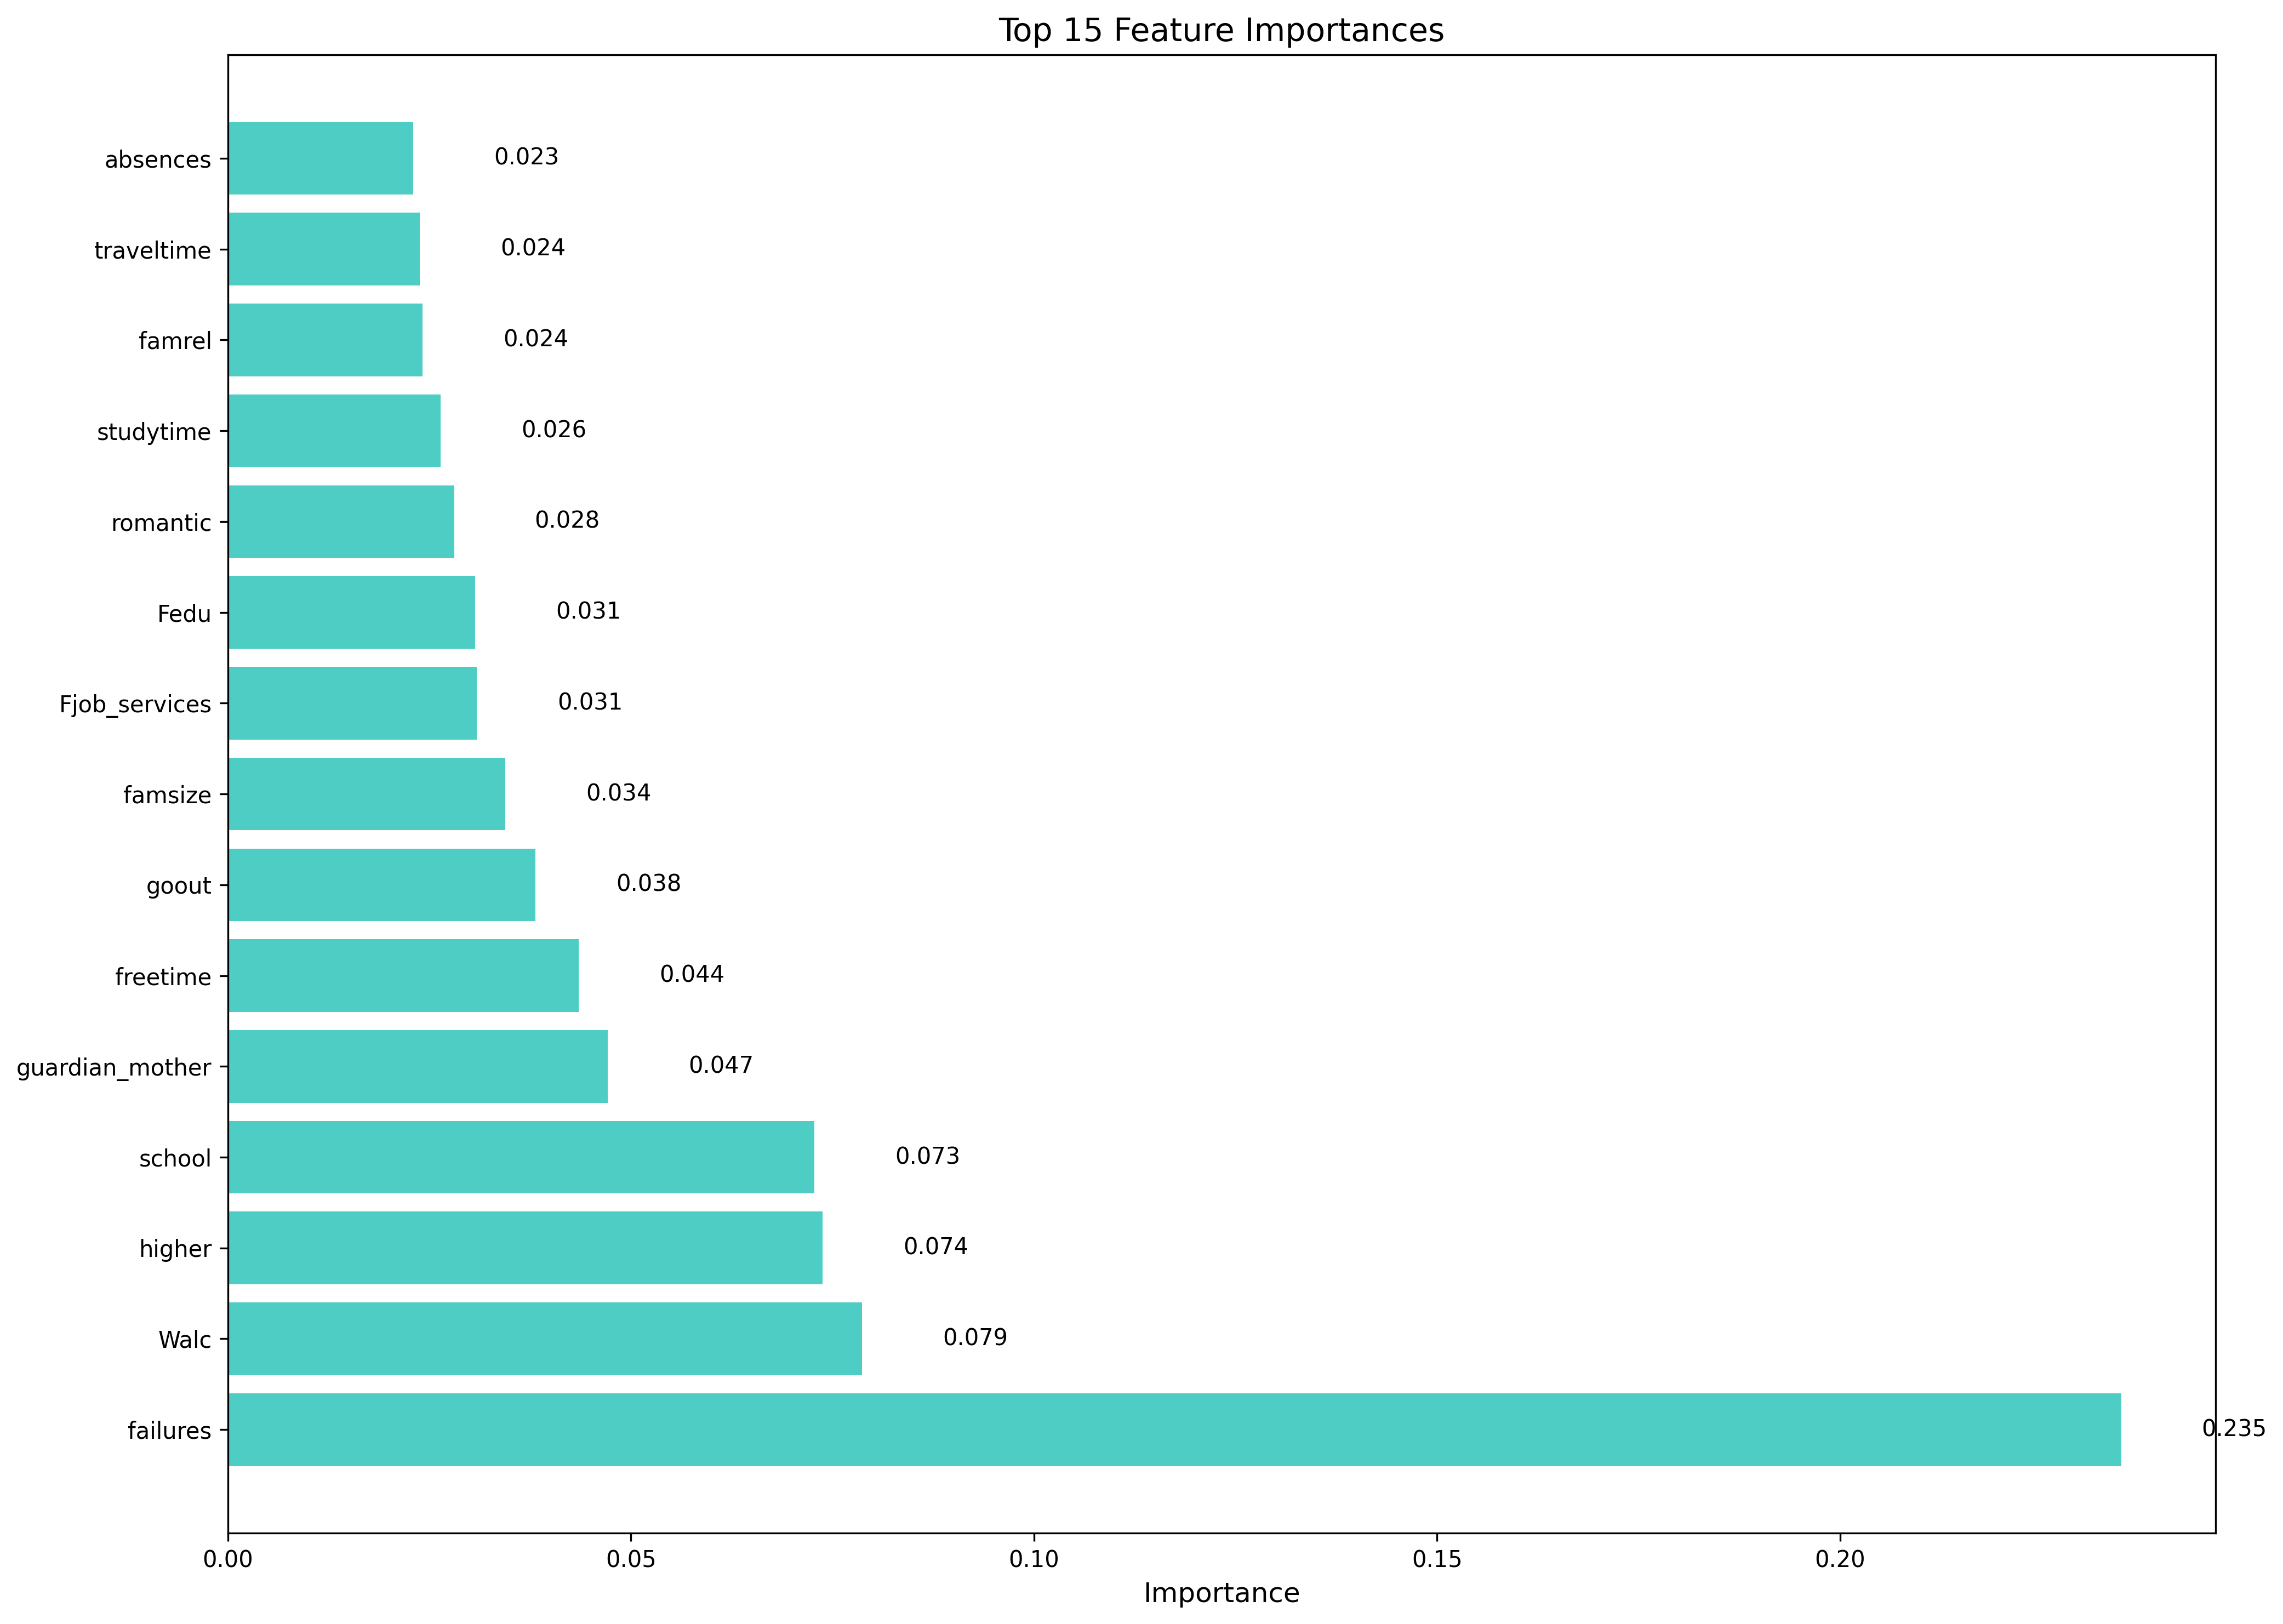 Top 15 Feature Importances
absences 0.023
traveltime 0.024
famrel 0.024
studytime 0.026
romantic 0.028
Fedu 0.031
Fjob_services 0.031
famsize 0.034
goout 0.038
freetime 0.044
guardian_mother 0.047
school 0.073
higher 0.074
Walc 0.079
failures 0.235
0.00 0.05 0.10 0.15 0.20
Importance